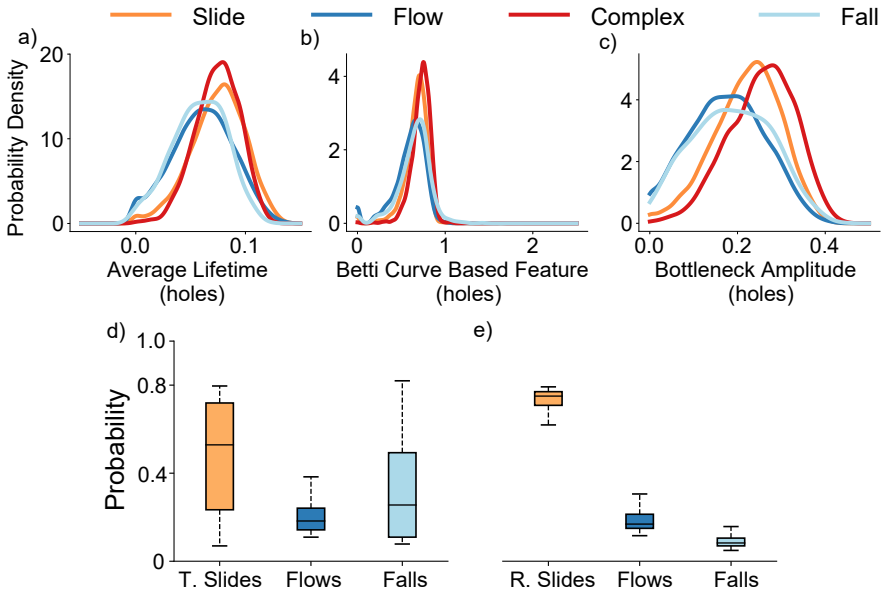 Slide Flow Complex Fall
a) b) c)
Probability Density
20
10
0
0.0 0.1
Average Lifetime
(holes)
4
2
0
0 1 2
Betti Curve Based Feature
(holes)
4
2
0
0.0 0.2 0.4
Bottleneck Amplitude
(holes)
d) e)
Probability
1.0
0.8
0.4
0
T. Slides Flows Falls
R. Slides Flows Falls